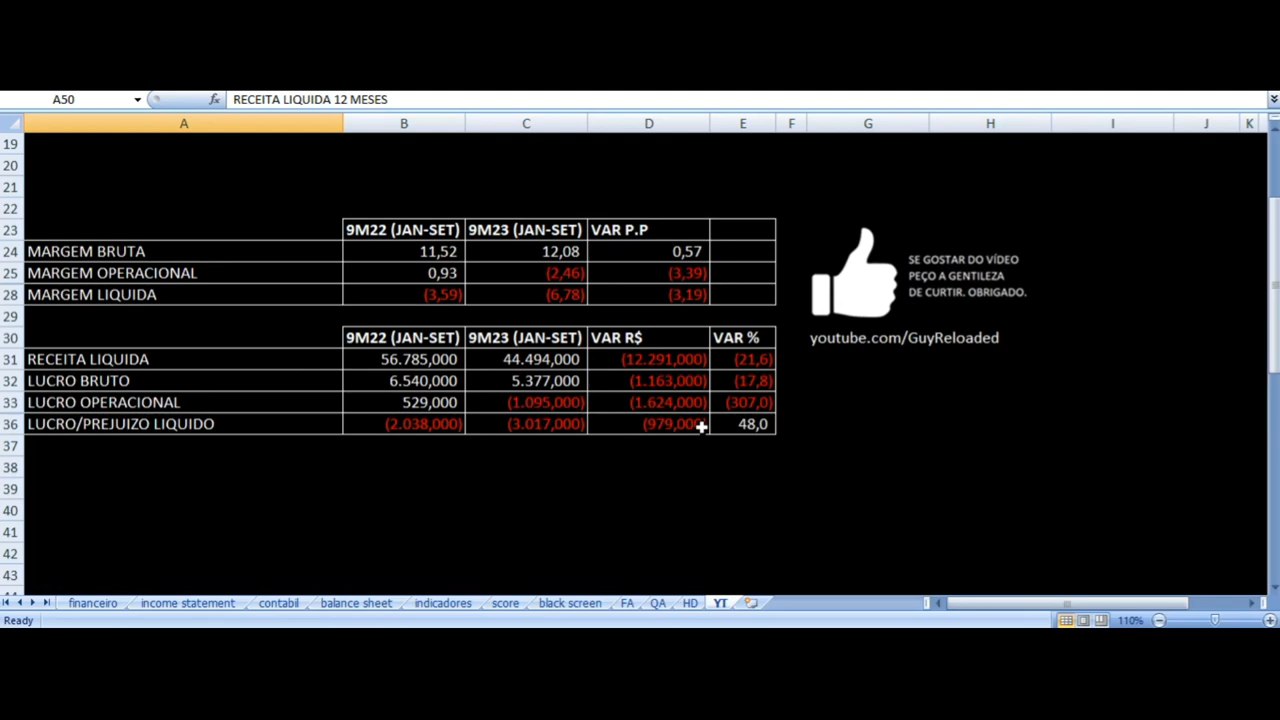 A50 fx RECEITA LIQUIDA 12 MESES
A B C D E F G H I J K
19
20
21
22
23 9M22 (JAN-SET) 9M23 (JAN-SET) VAR P.P
24 MARGEM BRUTA 11,52 12,08 0,57
25 MARGEM OPERACIONAL 0,93 (2,46) (3,39)
28 MARGEM LIQUIDA (3,59) (6,78) (3,19)
29
30 9M22 (JAN-SET) 9M23 (JAN-SET) VAR R$ VAR %
31 RECEITA LIQUIDA 56.785,000 44.494,000 (12.291,000) (21,6)
32 LUCRO BRUTO 6.540,000 5.377,000 (1.163,000) (17,8)
33 LUCRO OPERACIONAL 529,000 (1.095,000) (1.624,000) (307,0)
36 LUCRO/PREJUIZO LIQUIDO (2.038,000) (3.017,000) (979,000) 48,0
37
38
39
40
41
42
43
SE GOSTAR DO VÍDEO
PEÇO A GENTILEZA
DE CURTIR. OBRIGADO.
youtube.com/GuyReloaded
financeiro income statement contabil balance sheet indicadores score black screen FA QA HD YT
Ready 110%